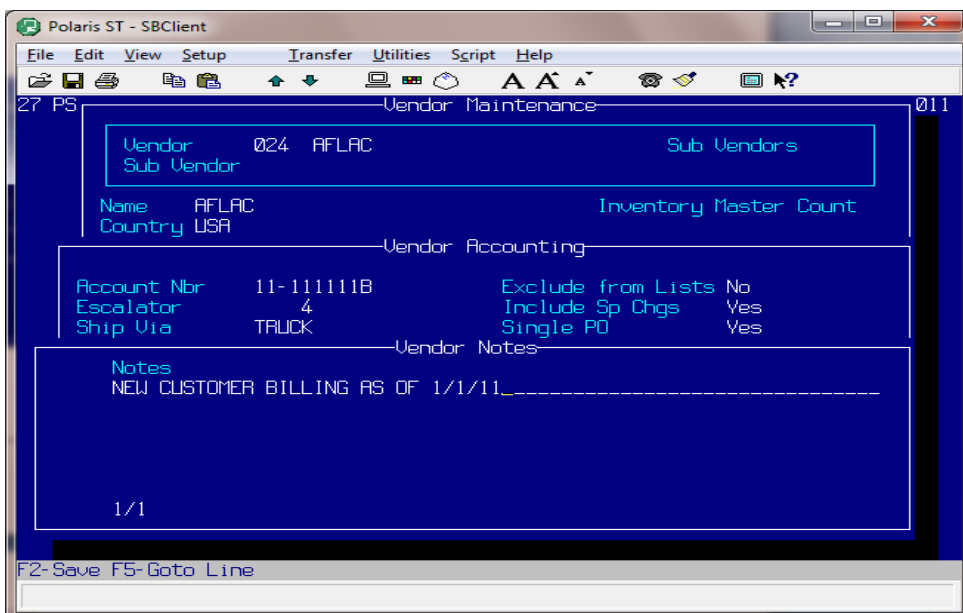 Polaris ST - SBClient
File Edit View Setup Transfer Utilities Script Help
27 PS Vendor Maintenance 011
Vendor 024 AFLAC Sub Vendors
Sub Vendor
Name AFLAC Inventory Master Count
Country USA
Vendor Accounting
Account Nbr 11-111111B Exclude from Lists No
Escalator 4 Include Sp Chgs Yes
Ship Via TRUCK Single PO Yes
Vendor Notes
Notes
NEW CUSTOMER BILLING AS OF 1/1/11
1/1
F2-Save F5-Goto Line